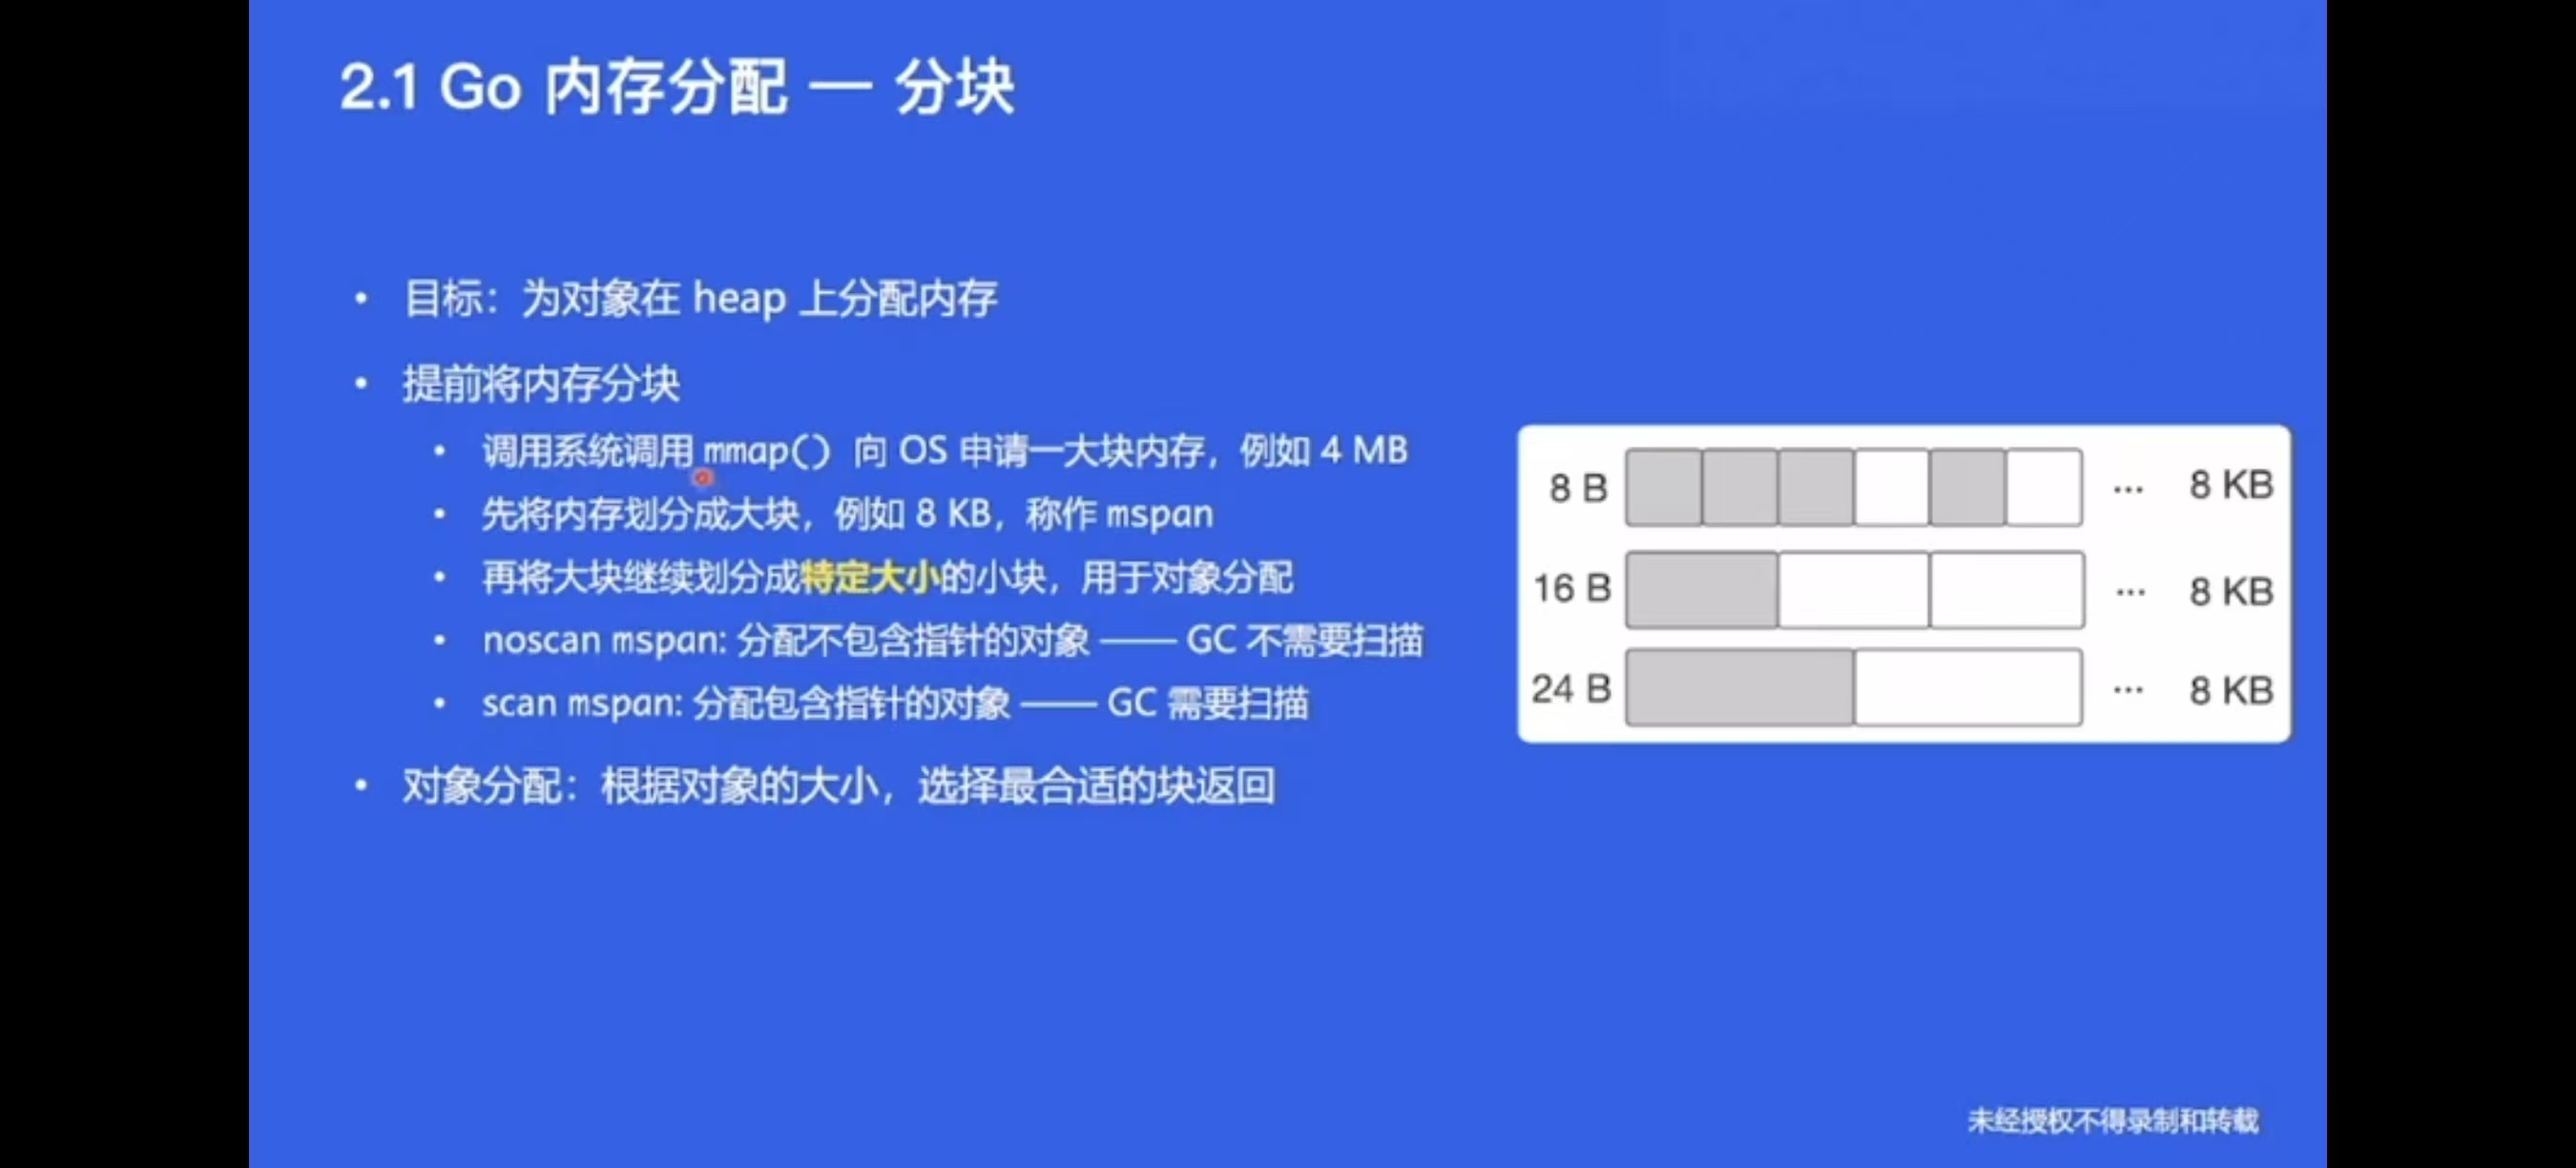 2.1 Go 内存分配 — 分块
• 目标：为对象在 heap 上分配内存
• 提前将内存分块
• 调用系统调用 mmap() 向 OS 申请一大块内存，例如 4 MB
• 先将内存划分成大块，例如 8 KB，称作 mspan
• 再将大块继续划分成特定大小的小块，用于对象分配
• noscan mspan: 分配不包含指针的对象 —— GC 不需要扫描
• scan mspan: 分配包含指针的对象 —— GC 需要扫描
• 对象分配：根据对象的大小，选择最合适的块返回
8 B ... 8 KB
16 B ... 8 KB
24 B ... 8 KB
未经授权不得录制和转载